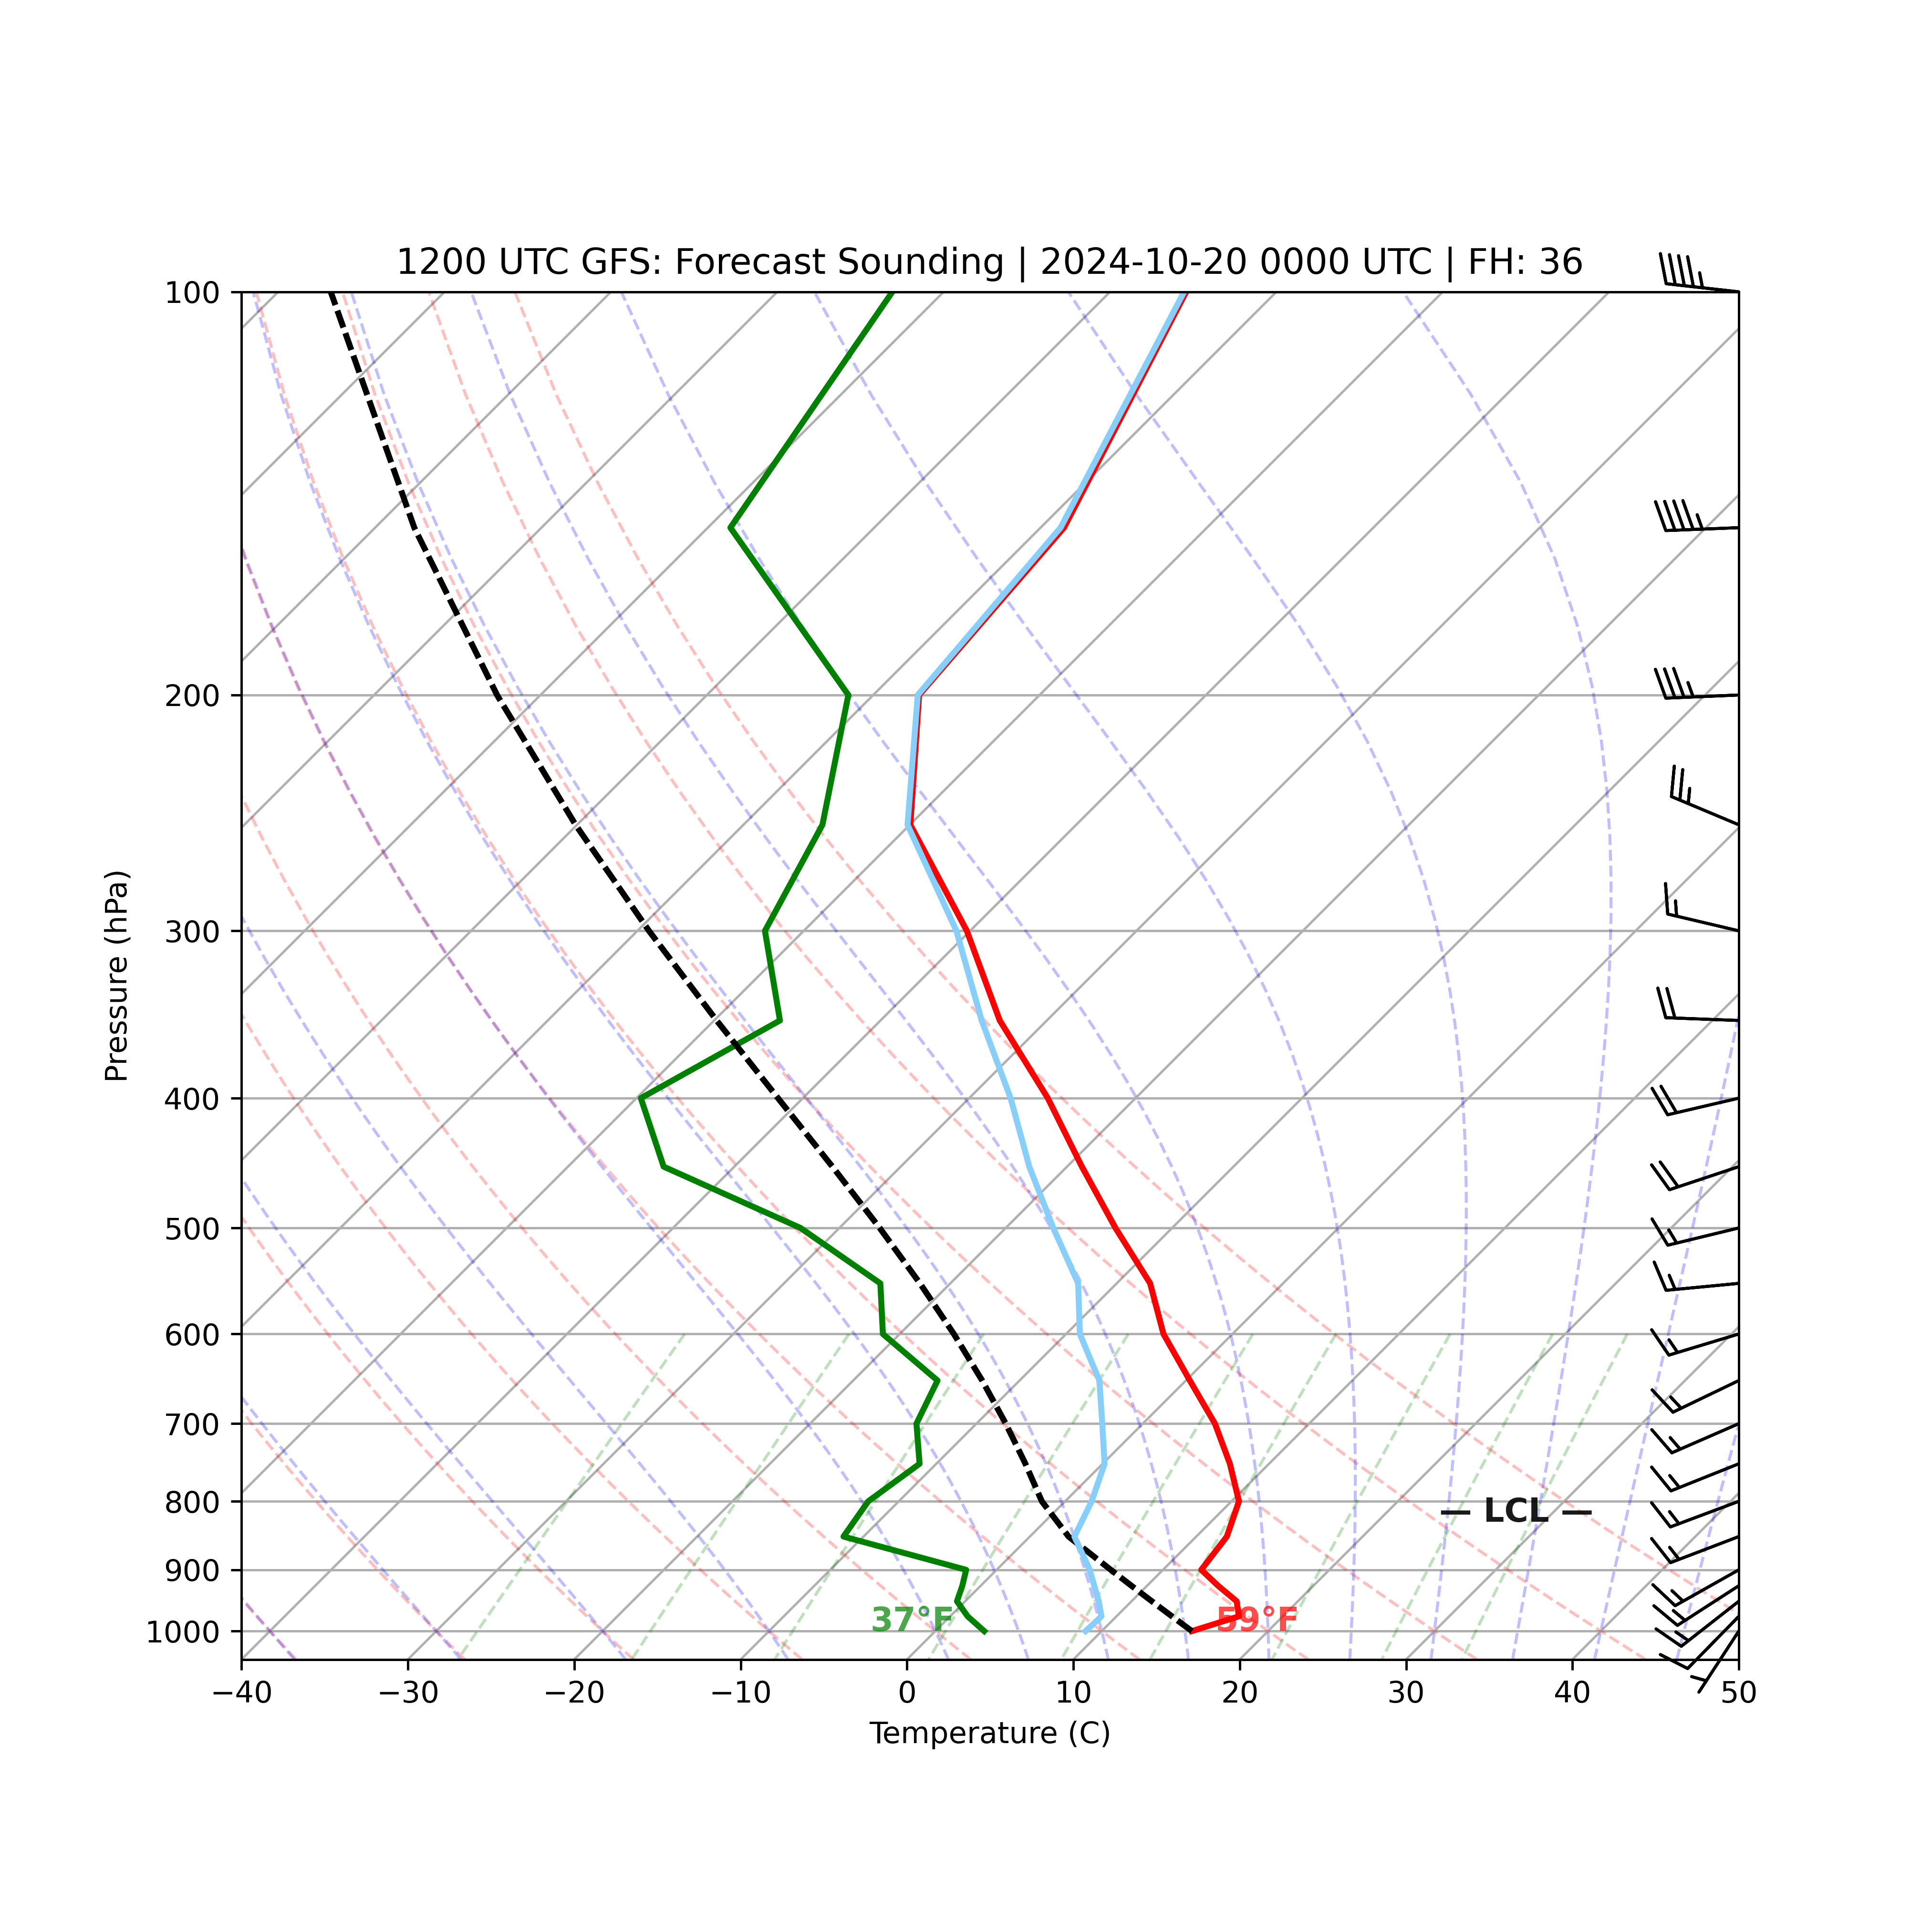 1200 UTC GFS: Forecast Sounding | 2024-10-20 0000 UTC | FH: 36
100
200
300
400
500
600
700
800
900
1000
Pressure (hPa)
— LCL —
37°F
59°F
−40 −30 −20 −10 0 10 20 30 40 50
Temperature (C)